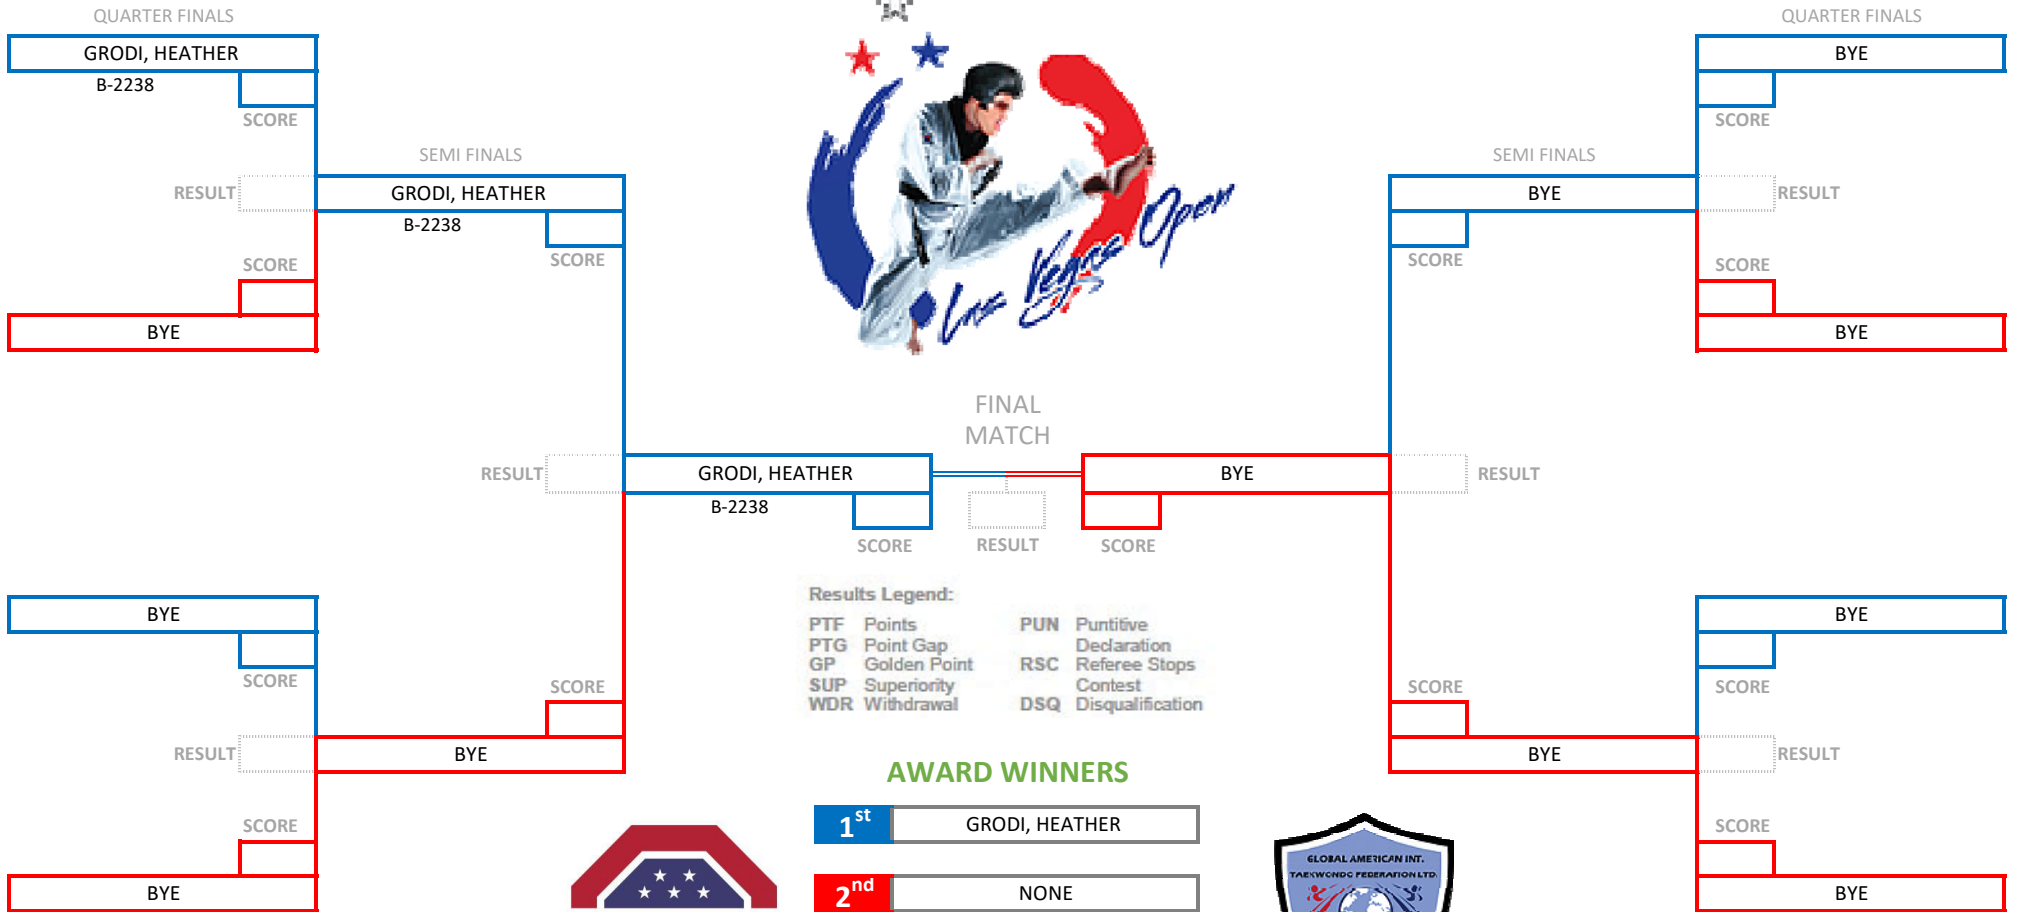 QUARTER FINALS
QUARTER FINALS
GRODI, HEATHER
BYE
B-2238
SCORE
SCORE
SEMI FINALS
SEMI FINALS
RESULT
GRODI, HEATHER
BYE
RESULT
B-2238
SCORE
SCORE
SCORE
SCORE
BYE
BYE
Las Vegas Open
FINAL
MATCH
RESULT
GRODI, HEATHER
BYE
RESULT
B-2238
SCORE
RESULT
SCORE
Results Legend:
PTF Points
PTG Point Gap
GP Golden Point
SUP Superiority
WDR Withdrawal
PUN Puntitive
Declaration
RSC Referee Stops
Contest
DSQ Disqualification
BYE
BYE
SCORE
SCORE
SCORE
SCORE
RESULT
BYE
BYE
RESULT
SCORE
SCORE
BYE
BYE
AWARD WINNERS
1st GRODI, HEATHER
2nd NONE
GLOBAL AMERICAN INT.
TAEKWONDO FEDERATION LTD.